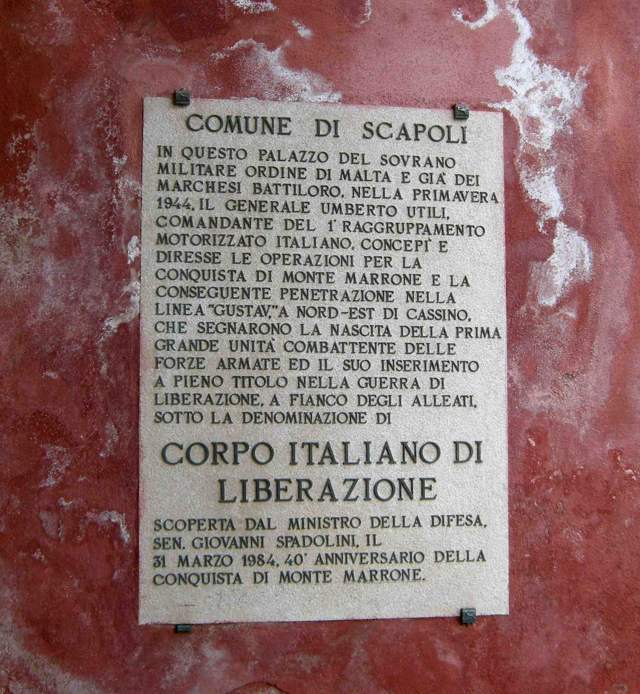 COMUNE DI SCAPOLI
IN QUESTO PALAZZO DEL SOVRANO
MILITARE ORDINE DI MALTA E GIA' DEI
MARCHESI BATTILORO, NELLA PRIMAVERA
1944, IL GENERALE UMBERTO UTILI,
COMANDANTE DEL 1° RAGGRUPPAMENTO
MOTORIZZATO ITALIANO, CONCEPI' E
DIRESSE LE OPERAZIONI PER LA
CONQUISTA DI MONTE MARRONE E LA
CONSEGUENTE PENETRAZIONE NELLA
LINEA "GUSTAV," A NORD-EST DI CASSINO,
CHE SEGNARONO LA NASCITA DELLA PRIMA
GRANDE UNITA' COMBATTENTE DELLE
FORZE ARMATE ED IL SUO INSERIMENTO
A PIENO TITOLO NELLA GUERRA DI
LIBERAZIONE, A FIANCO DEGLI ALLEATI,
SOTTO LA DENOMINAZIONE DI
CORPO ITALIANO DI
LIBERAZIONE
SCOPERTA DAL MINISTRO DELLA DIFESA,
SEN. GIOVANNI SPADOLINI, IL
31 MARZO 1984, 40° ANNIVERSARIO DELLA
CONQUISTA DI MONTE MARRONE.